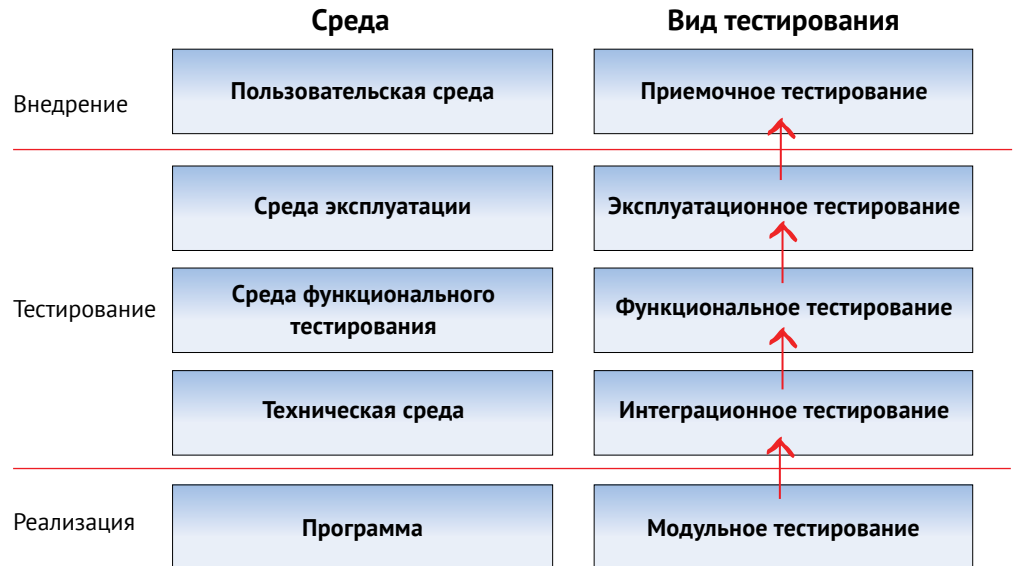 Среда
Вид тестирования
Внедрение
Пользовательская среда
Приемочное тестирование
Среда эксплуатации
Эксплуатационное тестирование
Тестирование
Среда функционального
тестирования
Функциональное тестирование
Техническая среда
Интеграционное тестирование
Реализация
Программа
Модульное тестирование